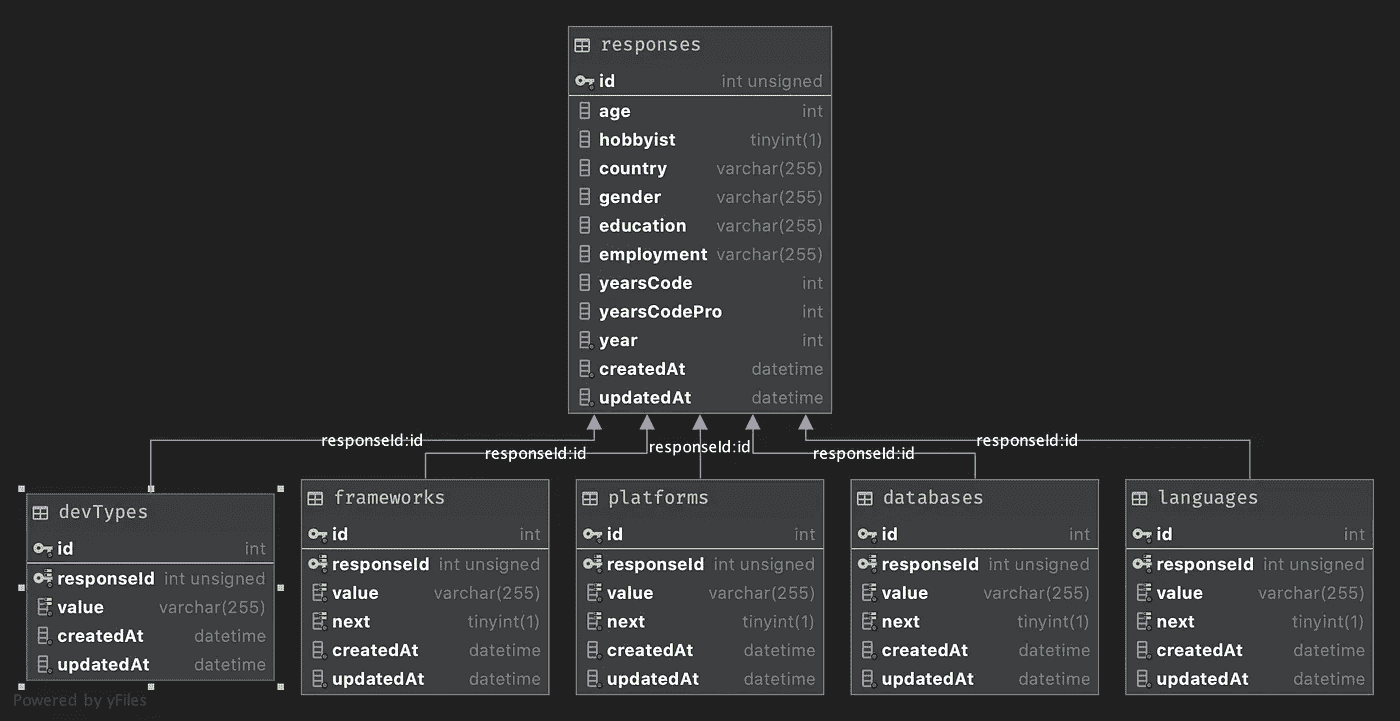 responses
id int unsigned
age int
hobbyist tinyint(1)
country varchar(255)
gender varchar(255)
education varchar(255)
employment varchar(255)
yearsCode int
yearsCodePro int
year int
createdAt datetime
updatedAt datetime
responseId:id
responseId:id
responseId:id
responseId:id
responseId:id
devTypes
id int
responseId int unsigned
value varchar(255)
createdAt datetime
updatedAt datetime
frameworks
id int
responseId int unsigned
value varchar(255)
next tinyint(1)
createdAt datetime
updatedAt datetime
platforms
id int
responseId int unsigned
value varchar(255)
next tinyint(1)
createdAt datetime
updatedAt datetime
databases
id int
responseId int unsigned
value varchar(255)
next tinyint(1)
createdAt datetime
updatedAt datetime
languages
id int
responseId int unsigned
value varchar(255)
next tinyint(1)
createdAt datetime
updatedAt datetime
Powered by yFiles